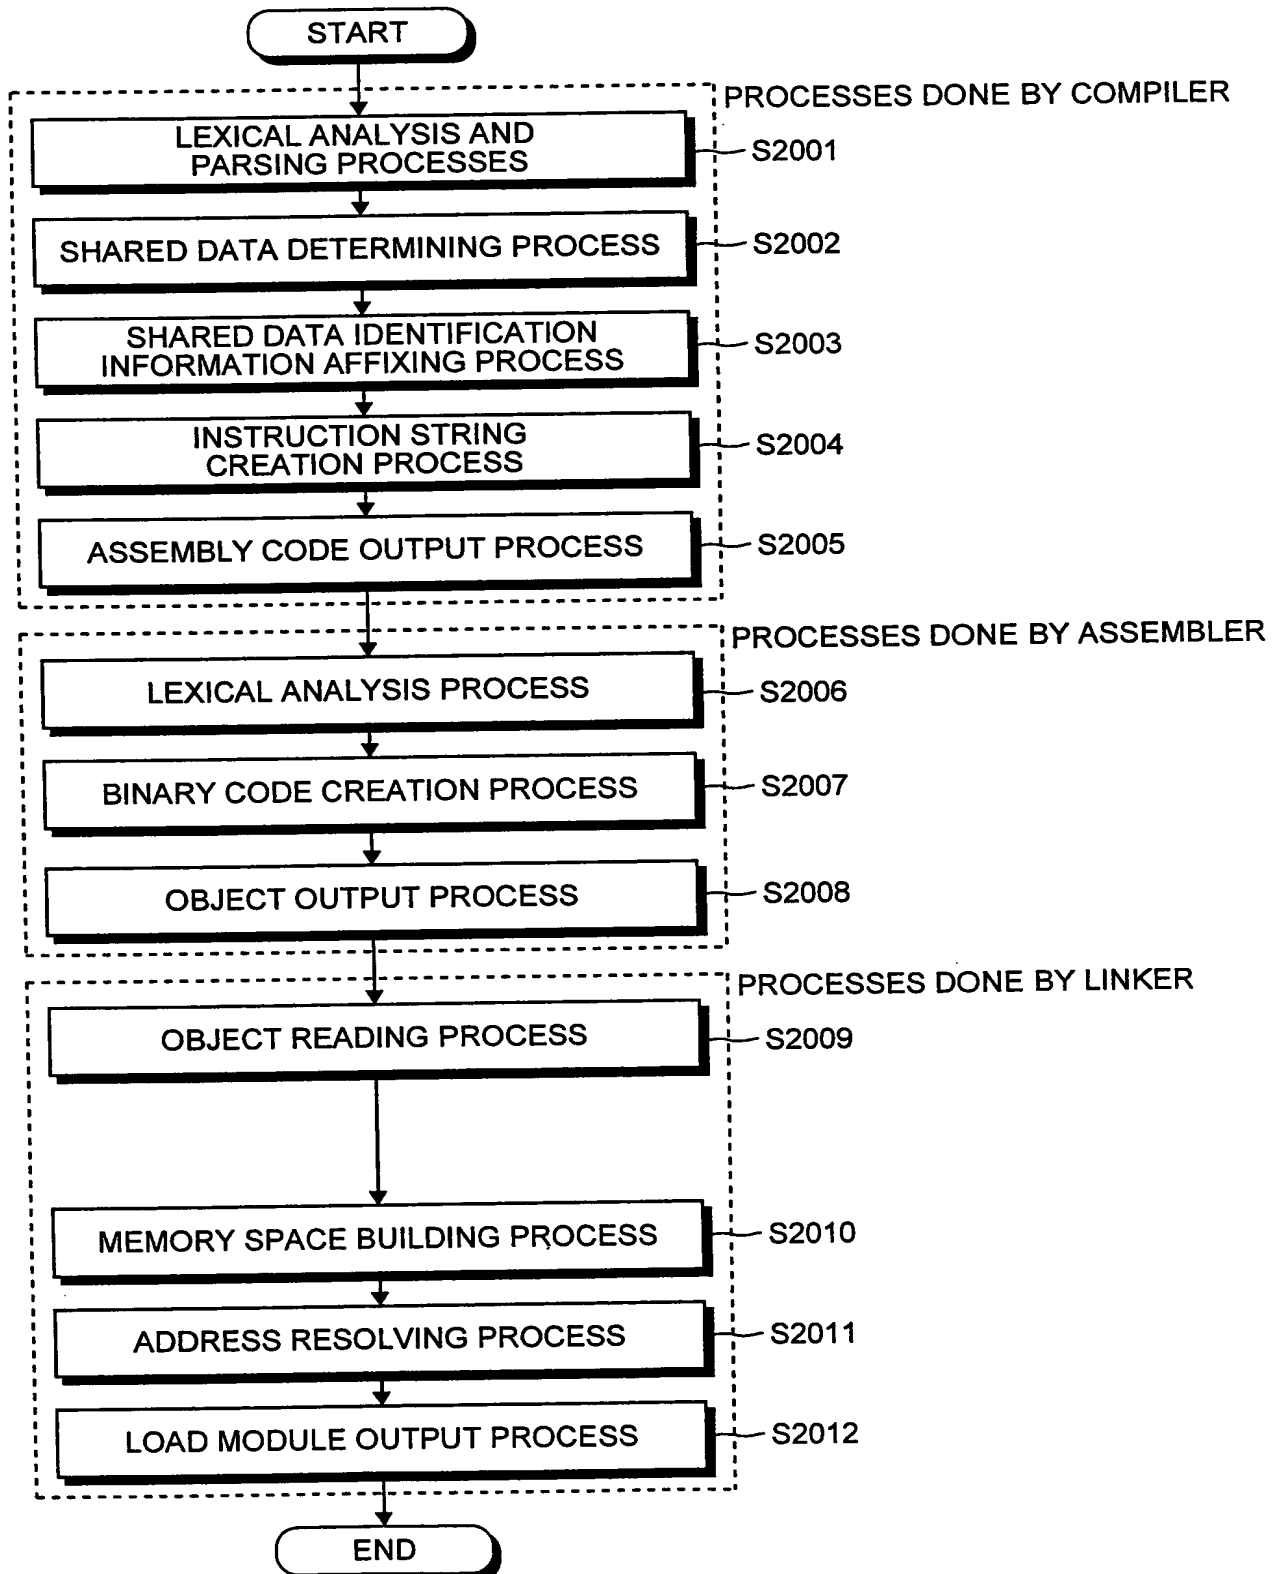 START
PROCESSES DONE BY COMPILER
LEXICAL ANALYSIS AND
PARSING PROCESSES
S2001
SHARED DATA DETERMINING PROCESS
S2002
SHARED DATA IDENTIFICATION
INFORMATION AFFIXING PROCESS
S2003
INSTRUCTION STRING
CREATION PROCESS
S2004
ASSEMBLY CODE OUTPUT PROCESS
S2005
PROCESSES DONE BY ASSEMBLER
LEXICAL ANALYSIS PROCESS
S2006
BINARY CODE CREATION PROCESS
S2007
OBJECT OUTPUT PROCESS
S2008
PROCESSES DONE BY LINKER
OBJECT READING PROCESS
S2009
MEMORY SPACE BUILDING PROCESS
S2010
ADDRESS RESOLVING PROCESS
S2011
LOAD MODULE OUTPUT PROCESS
S2012
END